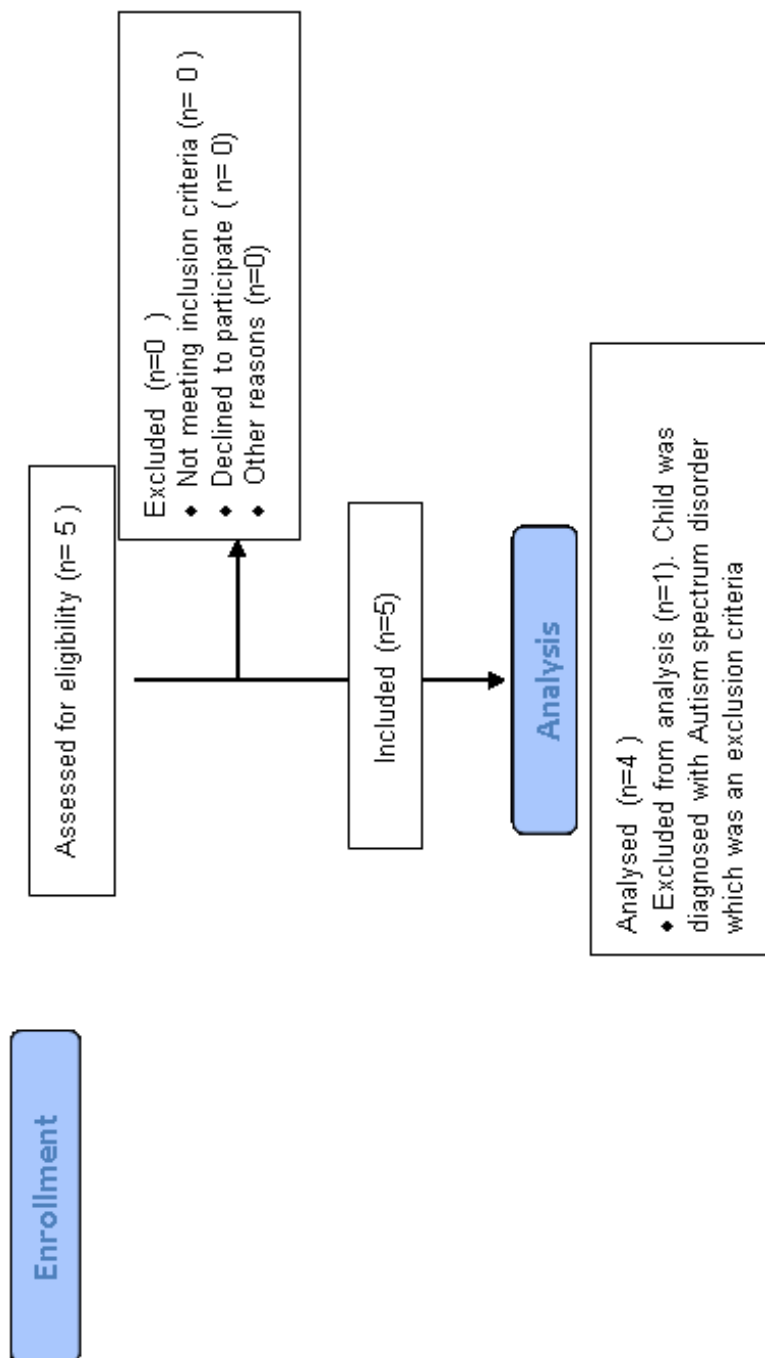 Enrollment
Assessed for eligibility (n= 5 )
Excluded (n=0 )
♦ Not meeting inclusion criteria (n= 0 )
♦ Declined to participate ( n= 0)
♦ Other reasons (n=0)
Included (n=5)
Analysis
Analysed (n=4 )
♦ Excluded from analysis (n=1). Child was
diagnosed with Autism spectrum disorder
which was an exclusion criteria